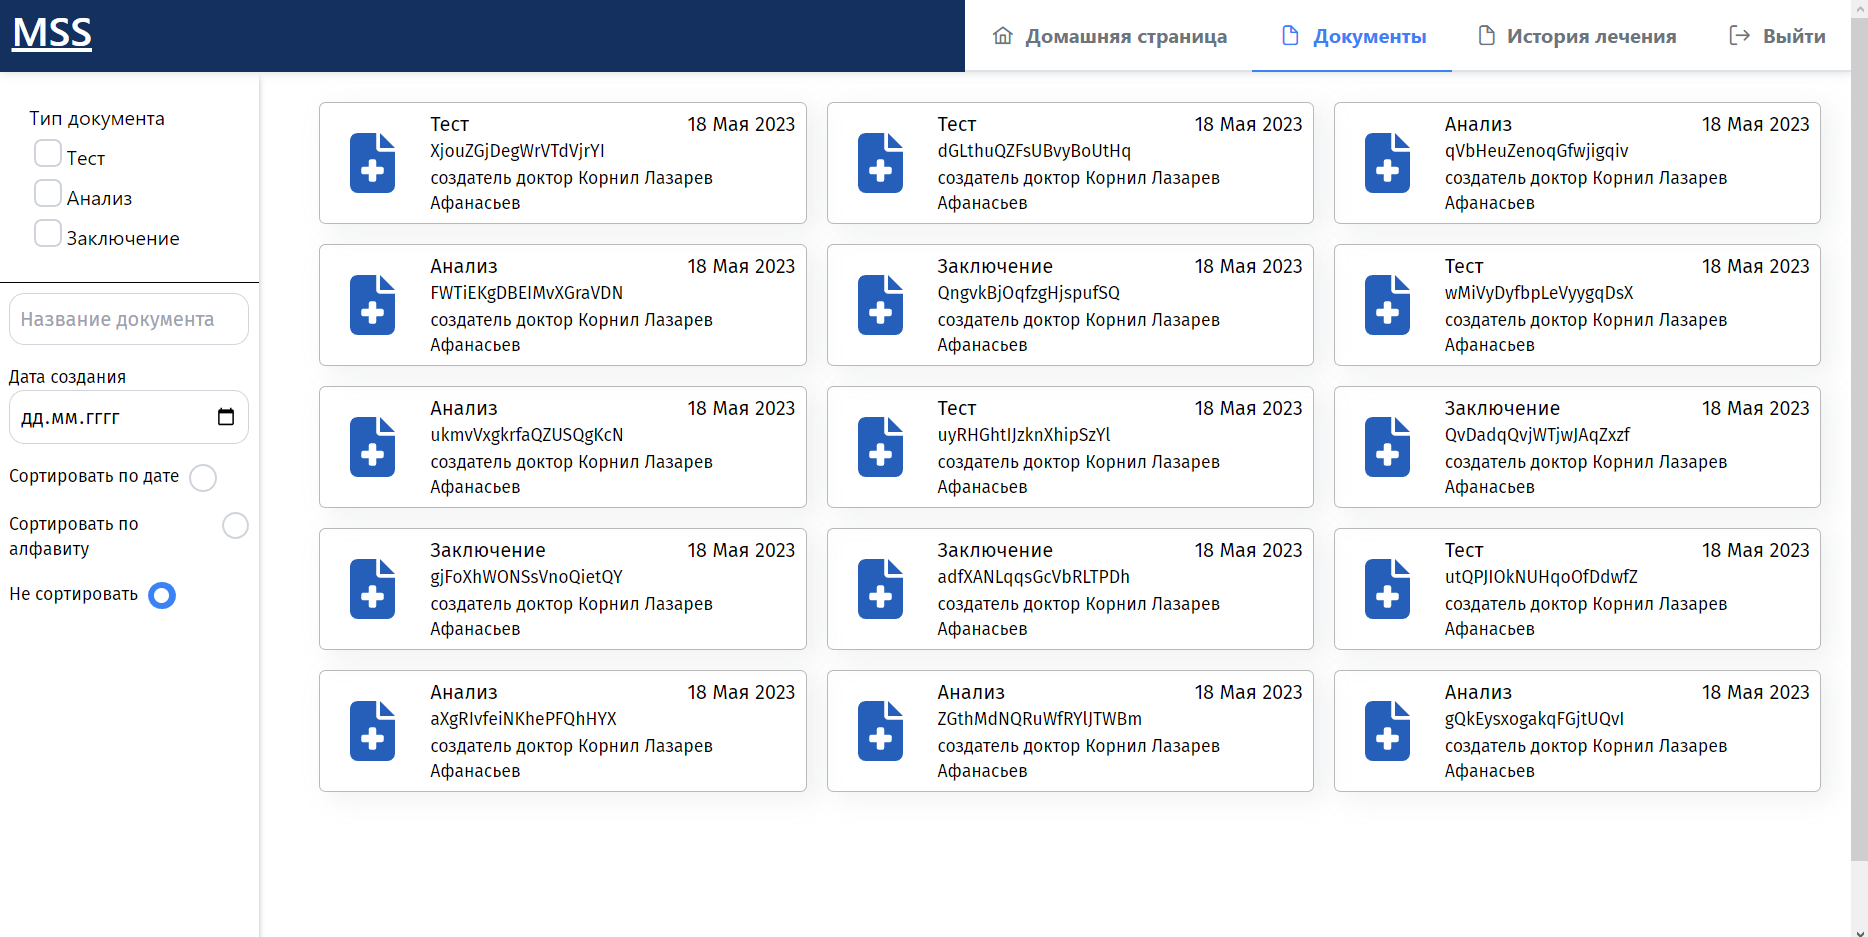 MSS
Домашняя страница
Документы
История лечения
Выйти
Тип документа
Тест
Анализ
Заключение
Название документа
Дата создания
дд.мм.гггг
Сортировать по дате
Сортировать по
алфавиту
Не сортировать
Тест 18 Мая 2023
XjouZGjDegWrVTdVjrYI
создатель доктор Корнил Лазарев
Афанасьев
Тест 18 Мая 2023
dGLthuQZFsUBvyBoUtHq
создатель доктор Корнил Лазарев
Афанасьев
Анализ 18 Мая 2023
qVbHeuZenoqGfwjigqiv
создатель доктор Корнил Лазарев
Афанасьев
Анализ 18 Мая 2023
FWTiEKgDBEIMvXGraVDN
создатель доктор Корнил Лазарев
Афанасьев
Заключение 18 Мая 2023
QngvkBjOqfzgHjspufSQ
создатель доктор Корнил Лазарев
Афанасьев
Тест 18 Мая 2023
wMiVyDyfbpLeVyygqDsX
создатель доктор Корнил Лазарев
Афанасьев
Анализ 18 Мая 2023
ukmvVxgkrfaQZUSQgKcN
создатель доктор Корнил Лазарев
Афанасьев
Тест 18 Мая 2023
uyRHGhtIJzknXhipSzYl
создатель доктор Корнил Лазарев
Афанасьев
Заключение 18 Мая 2023
QvDadqQvjWTjwJAqZxzf
создатель доктор Корнил Лазарев
Афанасьев
Заключение 18 Мая 2023
gjFoXhWONSsVnoQietQY
создатель доктор Корнил Лазарев
Афанасьев
Заключение 18 Мая 2023
adfXANLqqsGcVbRLTPDh
создатель доктор Корнил Лазарев
Афанасьев
Тест 18 Мая 2023
utQPJIOkNUHqoOfDdwfZ
создатель доктор Корнил Лазарев
Афанасьев
Анализ 18 Мая 2023
aXgRIvfeiNKhePFQhHYX
создатель доктор Корнил Лазарев
Афанасьев
Анализ 18 Мая 2023
ZGthMdNQRuWfRYlJTWBm
создатель доктор Корнил Лазарев
Афанасьев
Анализ 18 Мая 2023
gQkEysxogakqFGjtUQvI
создатель доктор Корнил Лазарев
Афанасьев